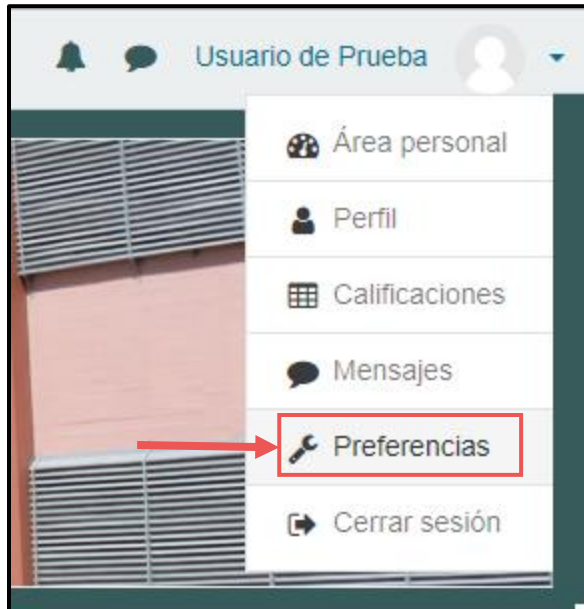 Usuario de Prueba
Área personal
Perfil
Calificaciones
Mensajes
Preferencias
Cerrar sesión